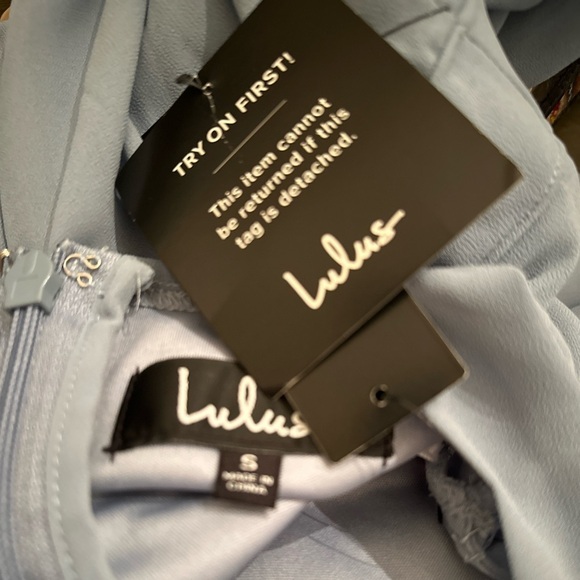 TRY ON FIRST!
This item cannot
be returned if this
tag is detached.
Lulus
Lulus
S
MADE IN
CHINA